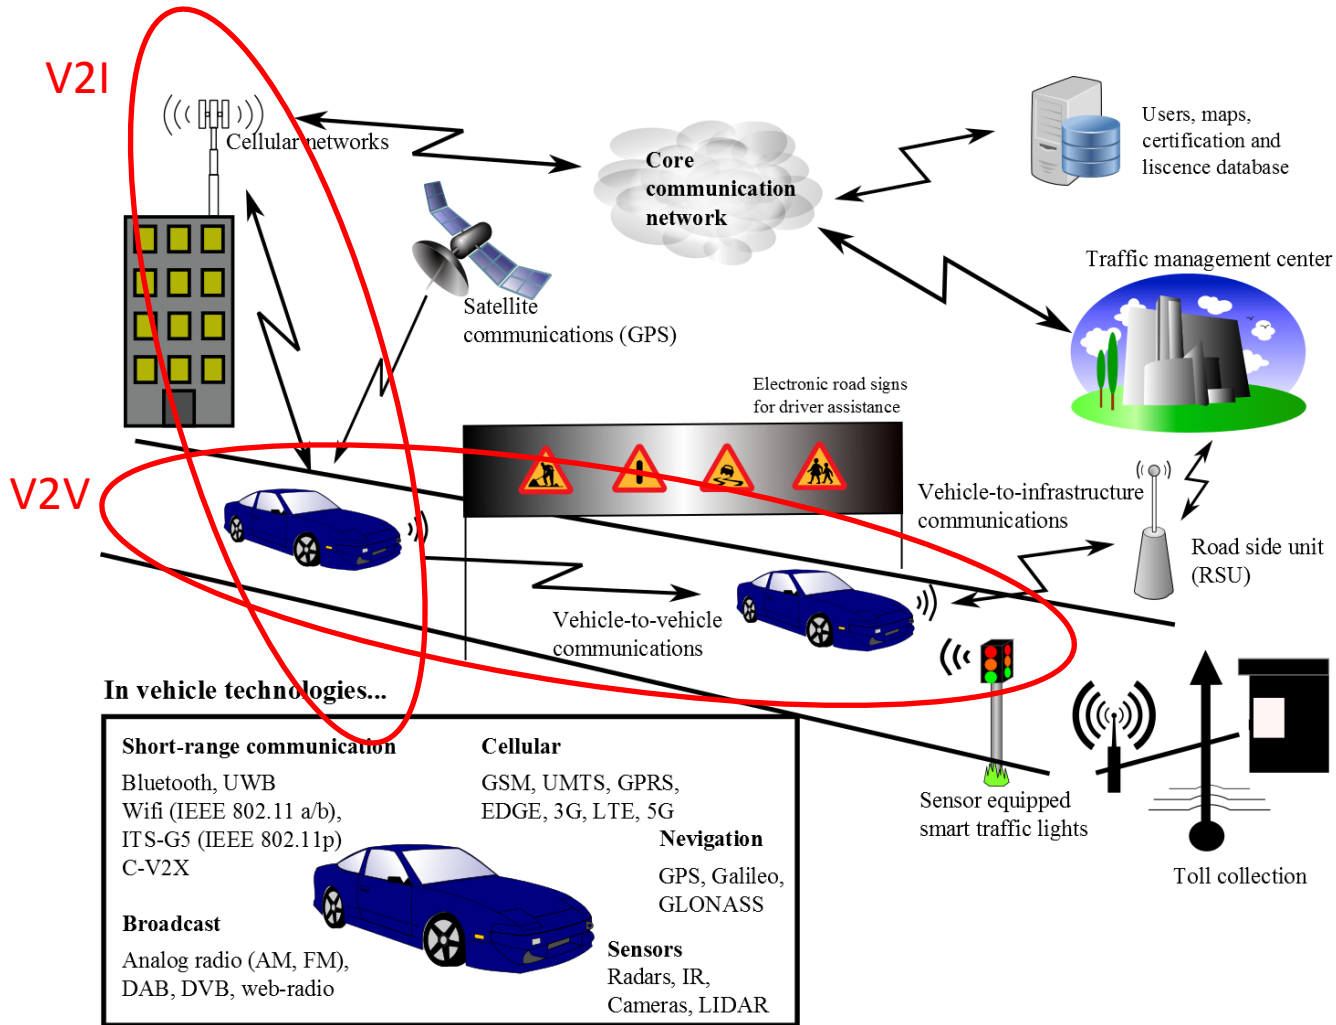 V2I
Cellular networks
Core
communication
network
Users, maps,
certification and
liscence database
Satellite
communications (GPS)
Traffic management center
Electronic road signs
for driver assistance
V2V
Vehicle-to-infrastructure
communications
Road side unit
(RSU)
Vehicle-to-vehicle
communications
Sensor equipped
smart traffic lights
Toll collection
In vehicle technologies...
Short-range communication
Bluetooth, UWB
Wifi (IEEE 802.11 a/b),
ITS-G5 (IEEE 802.11p)
C-V2X
Cellular
GSM, UMTS, GPRS,
EDGE, 3G, LTE, 5G
Nevigation
GPS, Galileo,
GLONASS
Broadcast
Analog radio (AM, FM),
DAB, DVB, web-radio
Sensors
Radars, IR,
Cameras, LIDAR